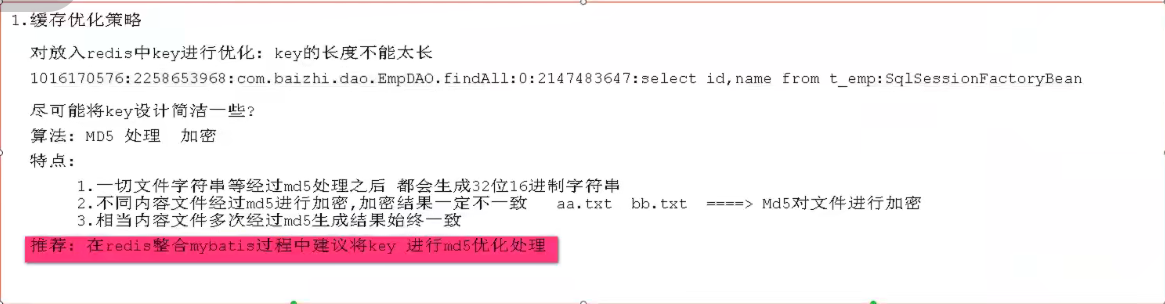 1.缓存优化策略
对放入redis中key进行优化: key的长度不能太长
1016170576:2258653968:com.baizhi.dao.EmpDAO.findAll:0:2147483647:select id,name from t_emp:SqlSessionFactoryBean
尽可能将key设计简洁一些?
算法: MD5 处理 加密
特点:
1.一切文件字符串等经过md5处理之后 都会生成32位16进制字符串
2.不同内容文件经过md5进行加密,加密结果一定不一致 aa.txt bb.txt ====> Md5对文件进行加密
3.相当内容文件多次经过md5生成结果始终一致
推荐: 在redis整合mybatis过程中建议将key 进行md5优化处理